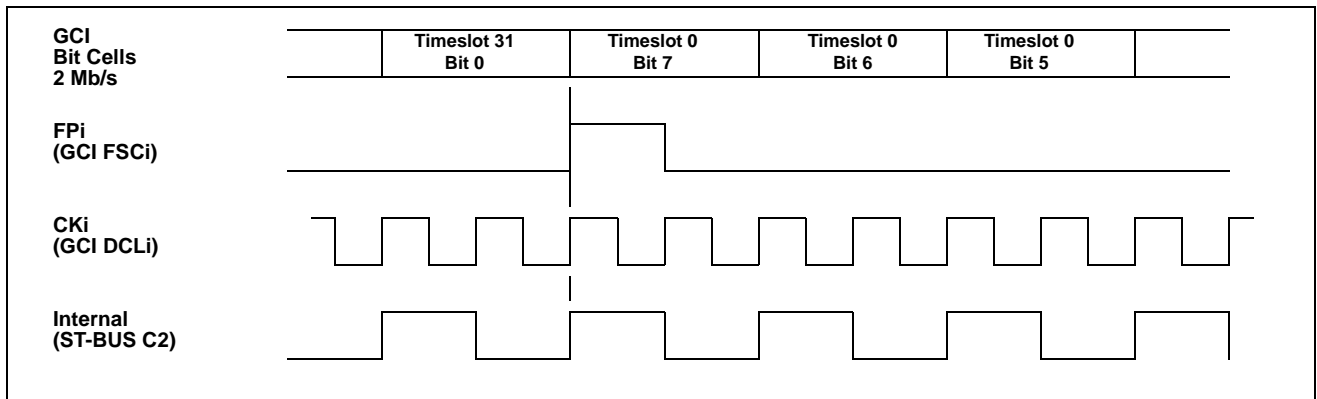 GCI
Bit Cells
2 Mb/s
Timeslot 31
Bit 0
Timeslot 0
Bit 7
Timeslot 0
Bit 6
Timeslot 0
Bit 5
FPi
(GCI FSCi)
CKi
(GCI DCLi)
Internal
(ST-BUS C2)